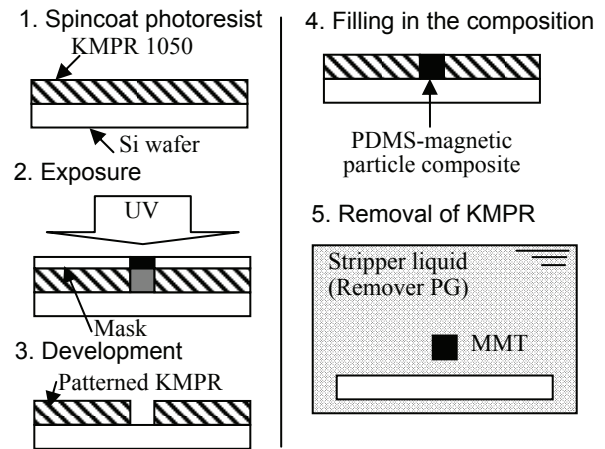 1. Spincoat photoresist
KMPR 1050
Si wafer
2. Exposure
UV
Mask
3. Development
Patterned KMPR
4. Filling in the composition
PDMS-magnetic
particle composite
5. Removal of KMPR
Stripper liquid
(Remover PG)
MMT